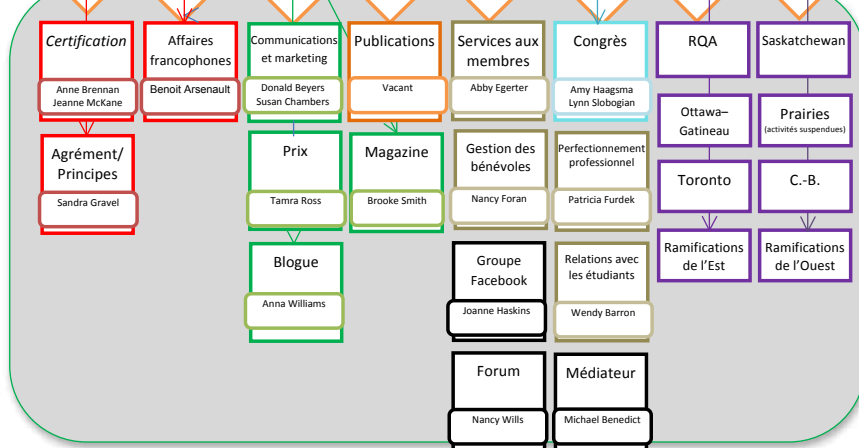 Certification
Anne Brennan
Jeanne McKane
Agrément/
Principes
Sandra Gravel
Affaires
francophones
Benoit Arsenault
Communications
et marketing
Donald Beyers
Susan Chambers
Prix
Tamra Ross
Blogue
Anna Williams
Publications
Vacant
Magazine
Brooke Smith
Services aux
membres
Abby Egerter
Gestion des
bénévoles
Nancy Foran
Groupe
Facebook
Joanne Haskins
Forum
Nancy Wills
Congrès
Amy Haagsma
Lynn Slobogian
Perfectionnement
professionnel
Patricia Furdek
Relations avec
les étudiants
Wendy Barron
Médiateur
Michael Benedict
RQA
Ottawa–
Gatineau
Toronto
Ramifications
de l’Est
Saskatchewan
Prairies
(activités suspendues)
C.-B.
Ramifications
de l’Ouest